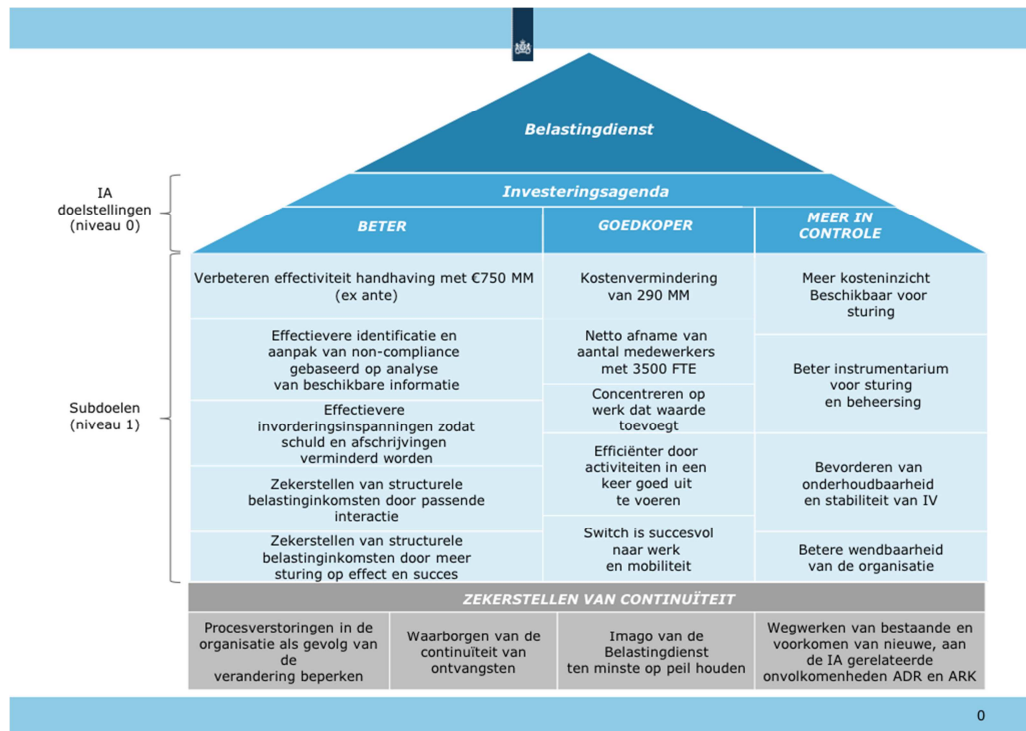 Belastingdienst
Investeringsagenda
IA
doelstellingen
(niveau 0)
BETER
GOEDKOPER
MEER IN
CONTROLE
Subdoelen
(niveau 1)
Verbeteren effectiviteit handhaving met €750 MM
(ex ante)
Effectievere identificatie en
aanpak van non-compliance
gebaseerd op analyse
van beschikbare informatie
Effectievere
invorderingsinspanningen zodat
schuld en afschrijvingen
verminderd worden
Zekerstellen van structurele
belastinginkomsten door passende
interactie
Zekerstellen van structurele
belastinginkomsten door meer
sturing op effect en succes
Kostenvermindering
van 290 MM
Netto afname van
aantal medewerkers
met 3500 FTE
Concentreren op
werk dat waarde
toevoegt
Efficiënter door
activiteiten in een
keer goed uit
te voeren
Switch is succesvol
naar werk
en mobiliteit
Meer kosteninzicht
Beschikbaar voor
sturing
Beter instrumentarium
voor sturing
en beheersing
Bevorderen van
onderhoudbaarheid
en stabiliteit van IV
Betere wendbaarheid
van de organisatie
ZEKERSTELLEN VAN CONTINUÏTEIT
Procesverstoringen in de
organisatie als gevolg van
de
verandering beperken
Waarborgen van de
continuïteit van
ontvangsten
Imago van de
Belastingdienst
ten minste op peil houden
Wegwerken van bestaande en
voorkomen van nieuwe, aan
de IA gerelateerde
onvolkomenheden ADR en ARK
0